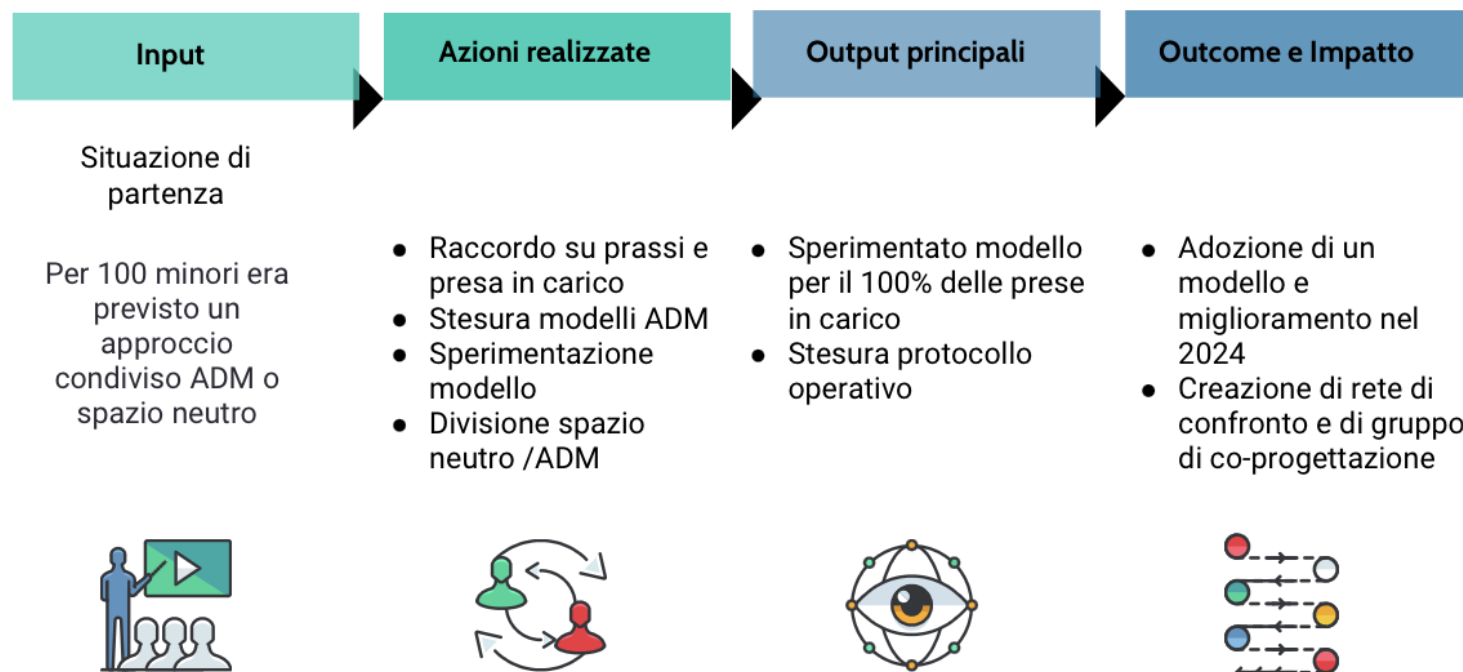 Input
Azioni realizzate
Output principali
Outcome e Impatto
Situazione di
partenza
Per 100 minori era
previsto un
approccio
condiviso ADM o
spazio neutro
● Raccordo su prassi e
presa in carico
● Stesura modelli ADM
● Sperimentazione
modello
● Divisione spazio
neutro /ADM
● Sperimentato modello
per il 100% delle prese
in carico
● Stesura protocollo
operativo
● Adozione di un
modello e
miglioramento nel
2024
● Creazione di rete di
confronto e di gruppo
di co-progettazione